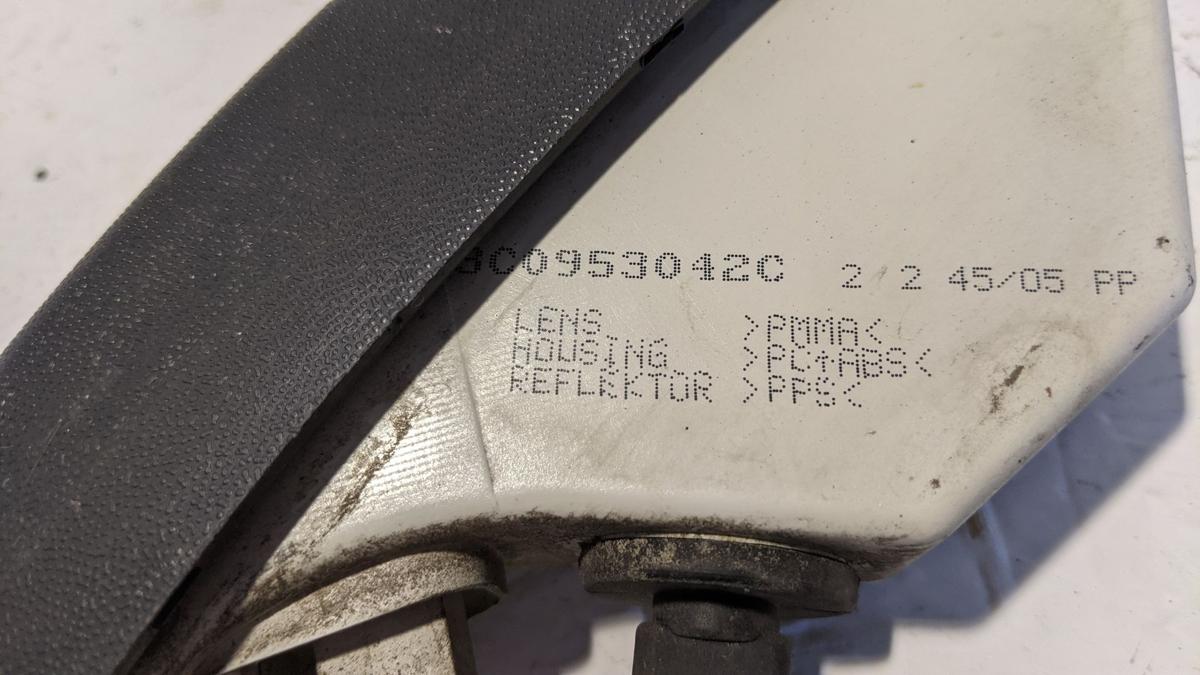 3C0953042C 2 2 45/05 PP
LENS >PMMA<
HOUSING >PC+ABS<
REFLEKTOR >PPS<